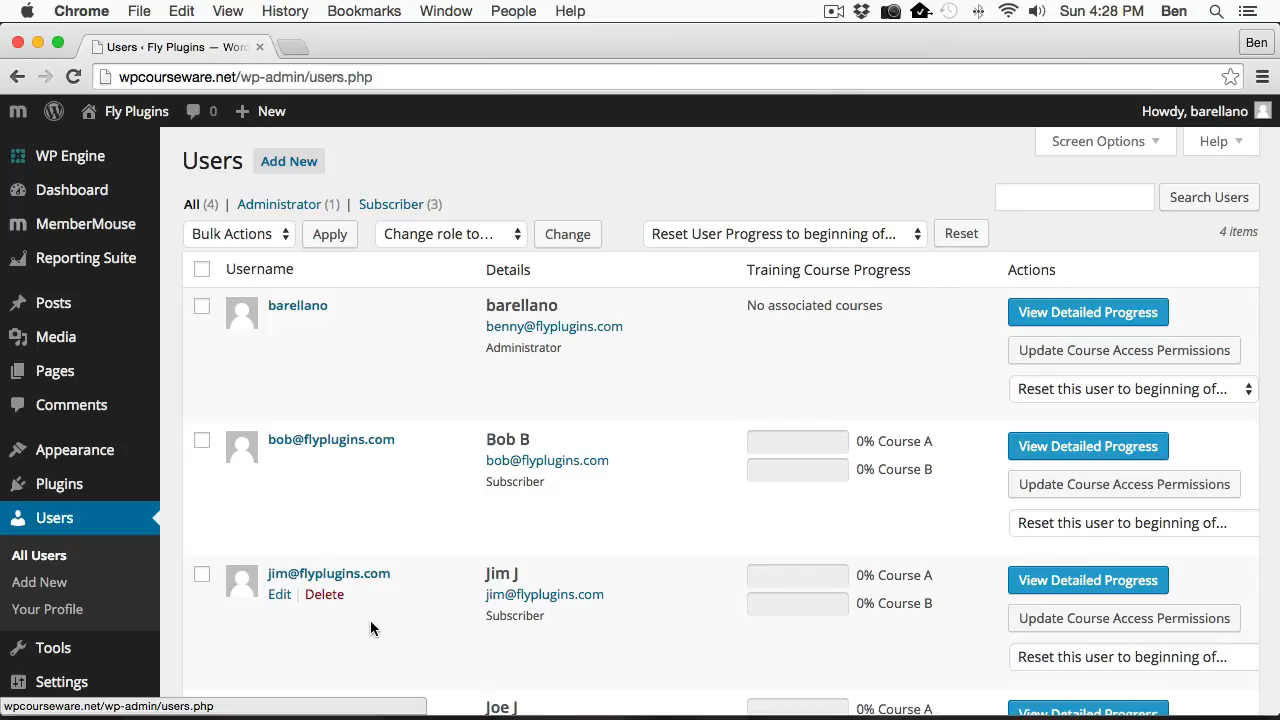 Chrome File Edit View History Bookmarks Window People Help Sun 4:28 PM Ben
Users ‹ Fly Plugins — Wor Ben
wpcourseware.net/wp-admin/users.php
Fly Plugins 0 New Howdy, barellano
Screen Options Help
WP Engine
Dashboard
MemberMouse
Reporting Suite
Posts
Media
Pages
Comments
Appearance
Plugins
Users
All Users
Add New
Your Profile
Tools
Settings
Users Add New
All (4) | Administrator (1) | Subscriber (3)
Search Users
Bulk Actions Apply Change role to... Change Reset User Progress to beginning of... Reset 4 items
Username Details Training Course Progress Actions
barellano barellano No associated courses View Detailed Progress
benny@flyplugins.com
Administrator Update Course Access Permissions
Reset this user to beginning of...
bob@flyplugins.com Bob B 0% Course A View Detailed Progress
bob@flyplugins.com 0% Course B
Subscriber Update Course Access Permissions
Reset this user to beginning of...
jim@flyplugins.com Jim J 0% Course A View Detailed Progress
Edit | Delete jim@flyplugins.com 0% Course B
Subscriber Update Course Access Permissions
Reset this user to beginning of...
Joe J 0% Course A View Detailed Progress
wpcourseware.net/wp-admin/users.php